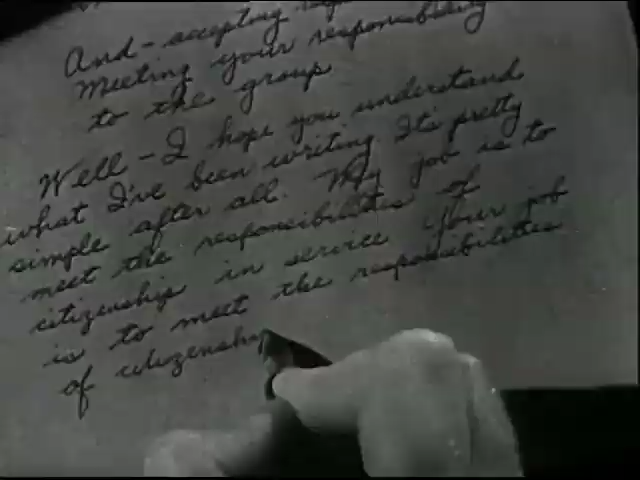 And - accepting
Meeting your responsibility
to the group
Well - I hope you understand
what I've been writing It's pretty
simple after all. My job is to
meet the responsibilities of
citizenship in service Your job
is to meet the responsibilities
of citizenship